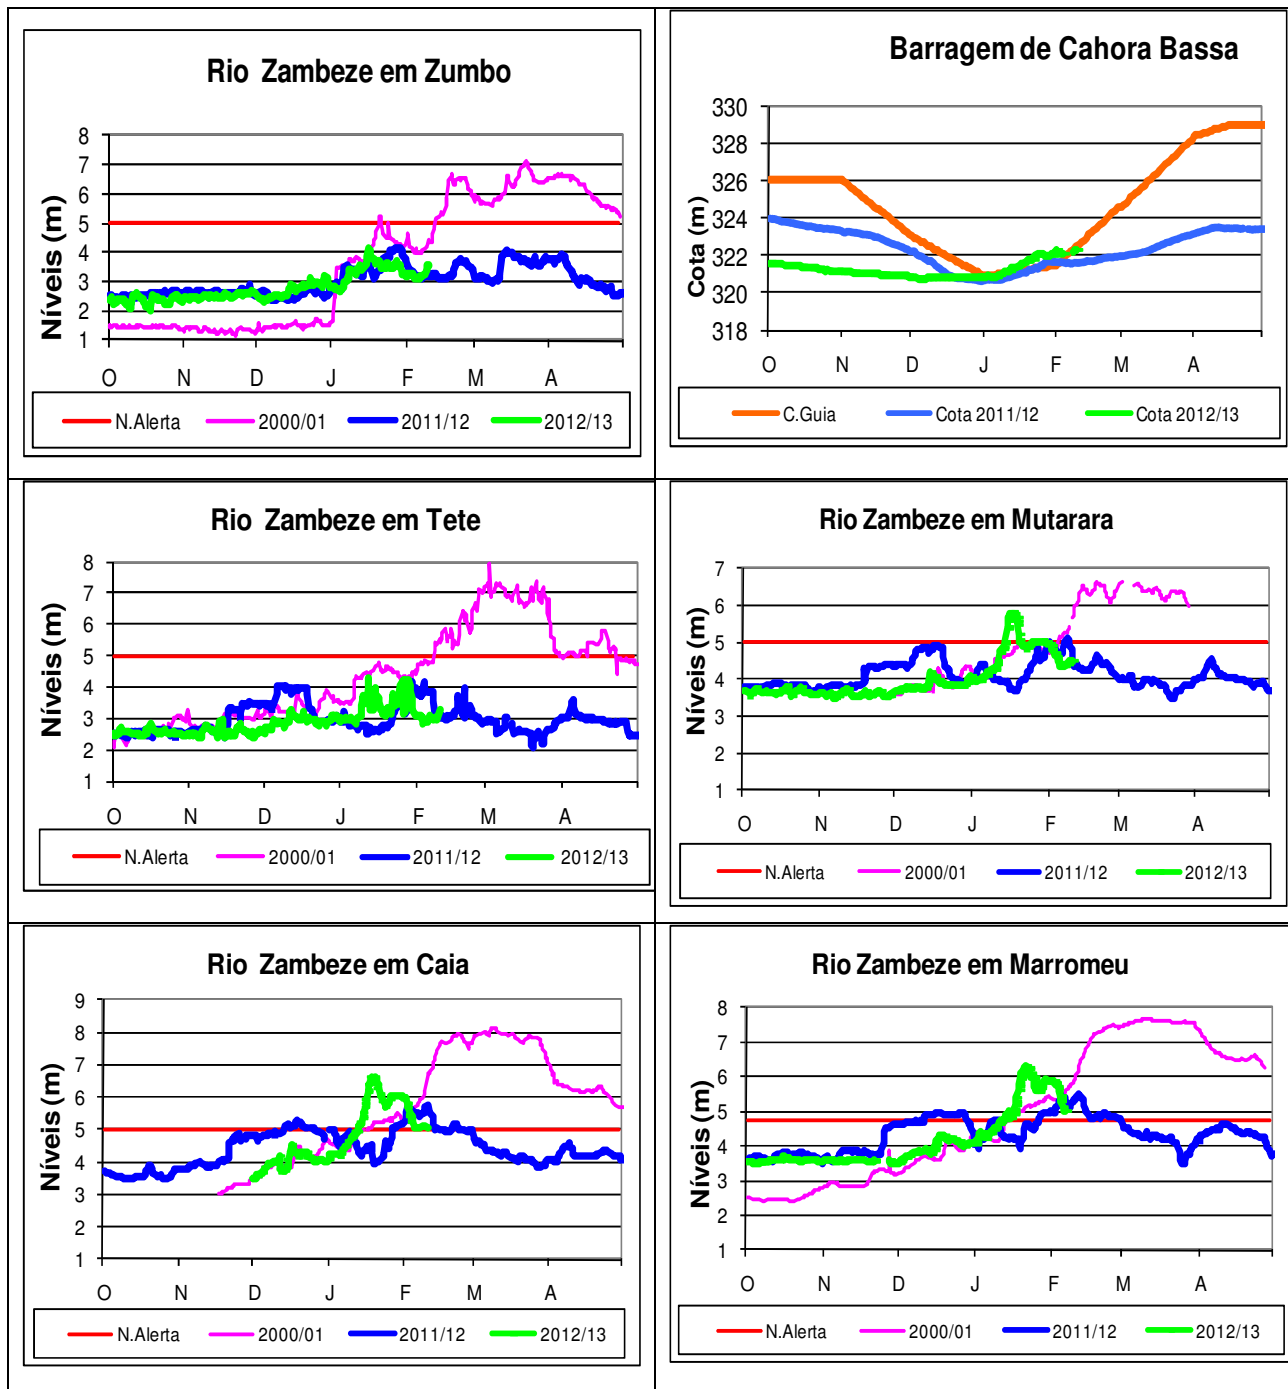 Rio Zambeze em Zumbo
Níveis (m)
8
7
6
5
4
3
2
1
O N D J F M A
N.Alerta 2000/01 2011/12 2012/13
Barragem de Cahora Bassa
Cota (m)
330
328
326
324
322
320
318
O N D J F M A
C.Guia Cota 2011/12 Cota 2012/13
Rio Zambeze em Tete
Níveis (m)
8
7
6
5
4
3
2
1
O N D J F M A
N.Alerta 2000/01 2011/12 2012/13
Rio Zambeze em Mutarara
Níveis (m)
7
6
5
4
3
2
1
O N D J F M A
N.Alerta 2000/01 2011/12 2012/13
Rio Zambeze em Caia
Níveis (m)
9
8
7
6
5
4
3
2
1
O N D J F M A
N.Alerta 2000/01 2011/12 2012/13
Rio Zambeze em Marromeu
Níveis (m)
8
7
6
5
4
3
2
1
O N D J F M A
N.Alerta 2000/01 2011/12 2012/13